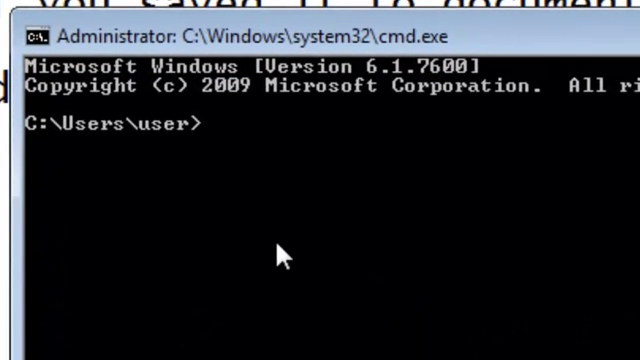 you saved it to document
Administrator: C:\Windows\system32\cmd.exe
Microsoft Windows [Version 6.1.7600]
Copyright (c) 2009 Microsoft Corporation. All ri
C:\Users\user>